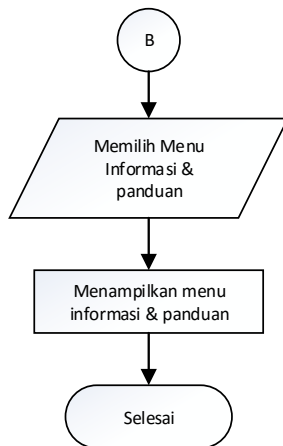 B
Memilih Menu
Informasi &
panduan
Menampilkan menu
informasi & panduan
Selesai